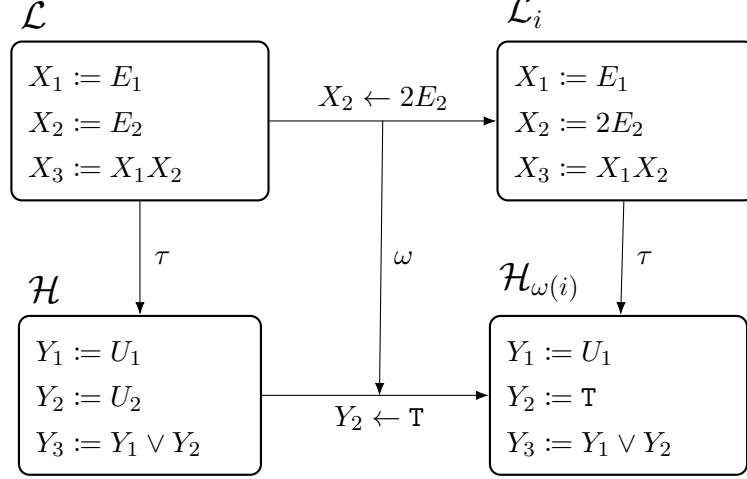 ℒ
ℒᵢ
X₁ := E₁
X₂ := E₂
X₃ := X₁X₂
X₂ ← 2E₂
X₁ := E₁
X₂ := 2E₂
X₃ := X₁X₂
τ
ω
τ
ℋ
ℋ_{ω(i)}
Y₁ := U₁
Y₂ := U₂
Y₃ := Y₁ ∨ Y₂
Y₂ ← T
Y₁ := U₁
Y₂ := T
Y₃ := Y₁ ∨ Y₂